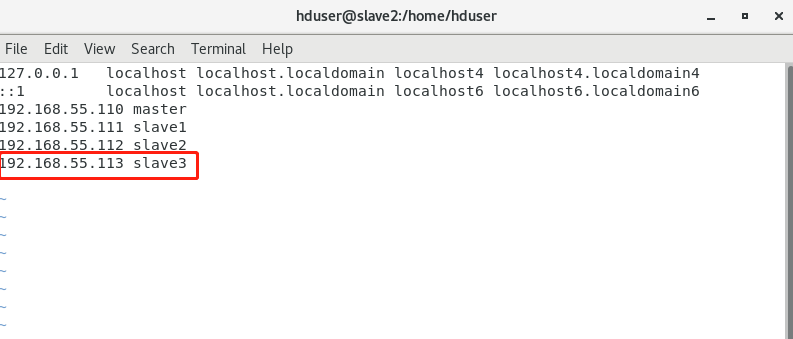 hduser@slave2:/home/hduser
File Edit View Search Terminal Help
127.0.0.1   localhost localhost.localdomain localhost4 localhost4.localdomain4
::1         localhost localhost.localdomain localhost6 localhost6.localdomain6
192.168.55.110 master
192.168.55.111 slave1
192.168.55.112 slave2
192.168.55.113 slave3
~
~
~
~
~
~
~
~